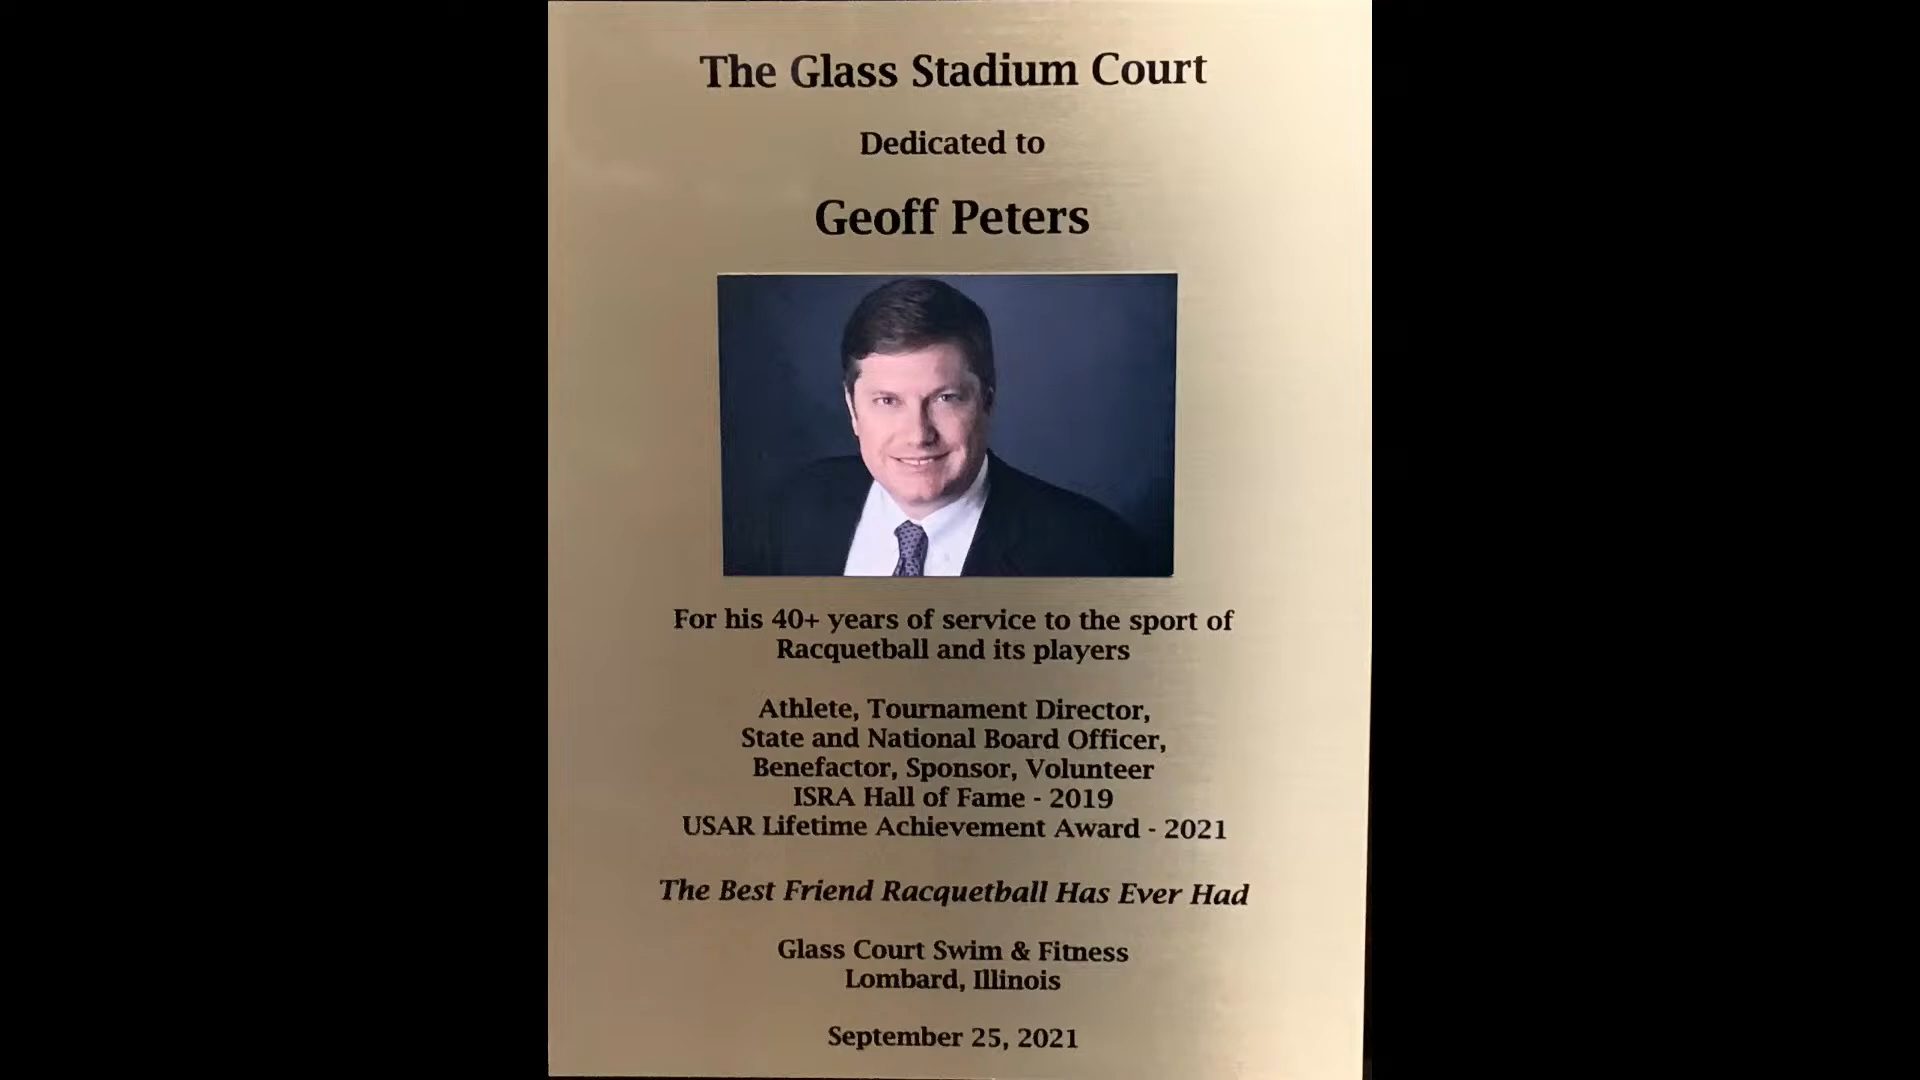 The Glass Stadium Court
Dedicated to
Geoff Peters
For his 40+ years of service to the sport of
Racquetball and its players
Athlete, Tournament Director,
State and National Board Officer,
Benefactor, Sponsor, Volunteer
ISRA Hall of Fame - 2019
USAR Lifetime Achievement Award - 2021
The Best Friend Racquetball Has Ever Had
Glass Court Swim & Fitness
Lombard, Illinois
September 25, 2021